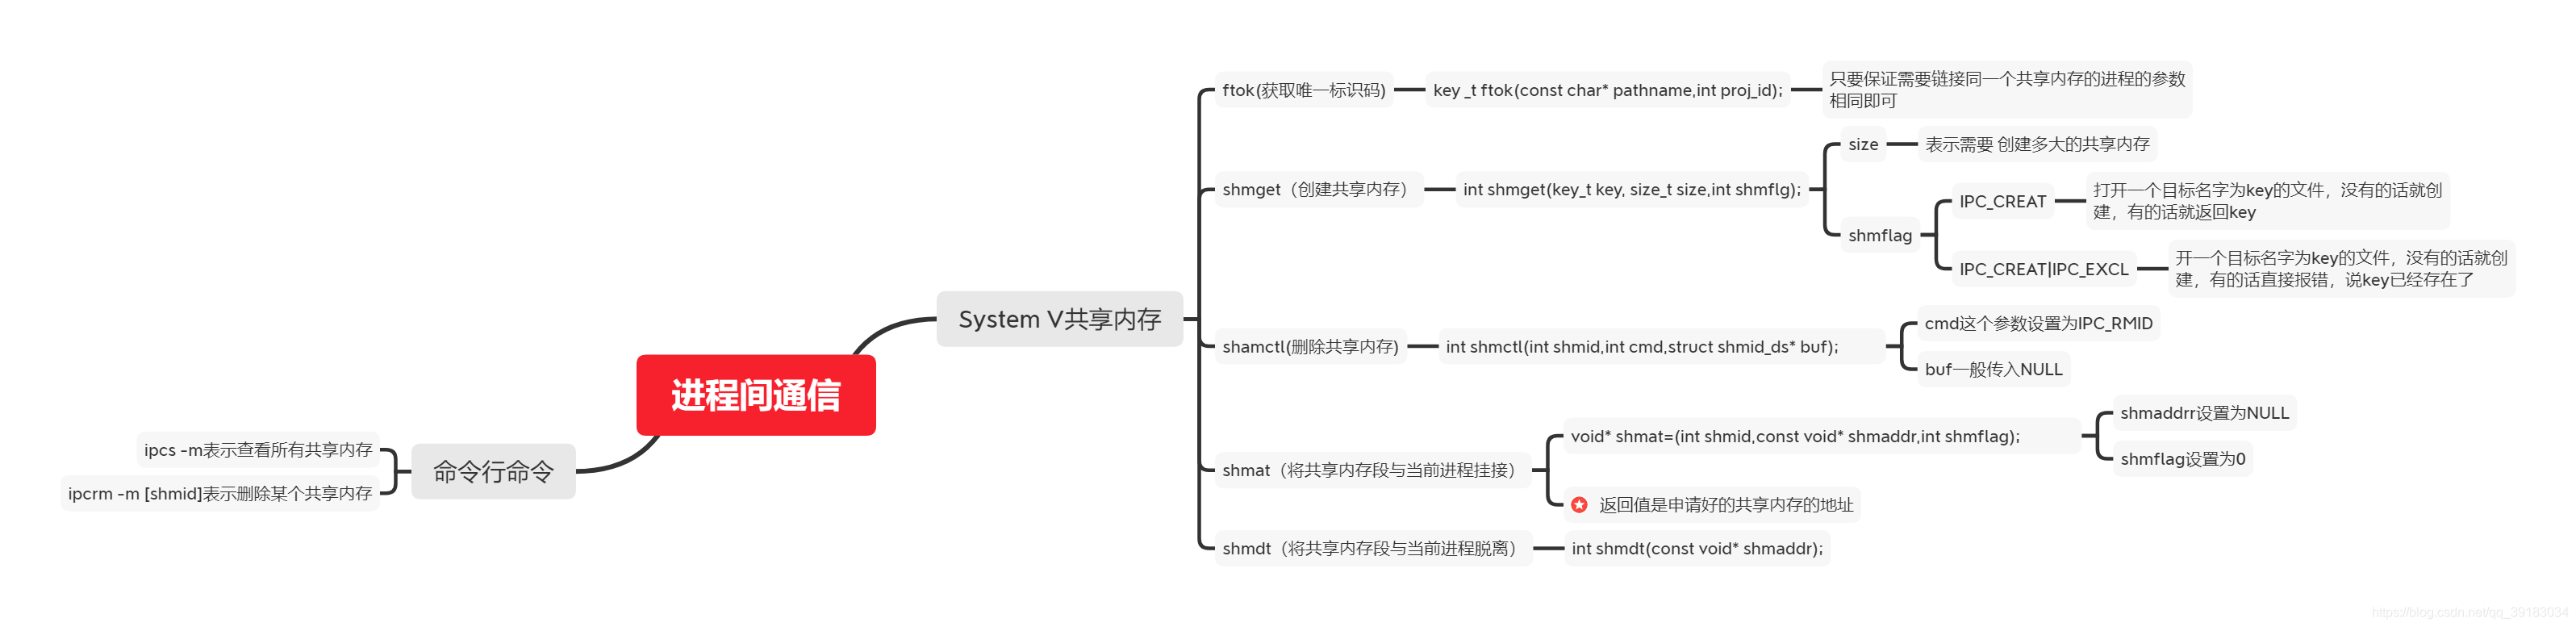 进程间通信
System V共享内存
ftok(获取唯一标识码)
key _t ftok(const char* pathname,int proj_id);
只要保证需要链接同一个共享内存的进程的参数
相同即可
shmget（创建共享内存）
int shmget(key_t key, size_t size,int shmflg);
size
表示需要 创建多大的共享内存
shmflag
IPC_CREAT
打开一个目标名字为key的文件，没有的话就创
建，有的话就返回key
IPC_CREAT|IPC_EXCL
开一个目标名字为key的文件，没有的话就创
建，有的话直接报错，说key已经存在了
shamctl(删除共享内存)
int shmctl(int shmid,int cmd,struct shmid_ds* buf);
cmd这个参数设置为IPC_RMID
buf一般传入NULL
shmat（将共享内存段与当前进程挂接）
void* shmat=(int shmid,const void* shmaddr,int shmflag);
shmaddrr设置为NULL
shmflag设置为0
返回值是申请好的共享内存的地址
shmdt（将共享内存段与当前进程脱离）
int shmdt(const void* shmaddr);
命令行命令
ipcs -m表示查看所有共享内存
ipcrm -m [shmid]表示删除某个共享内存
https://blog.csdn.net/qq_39183034